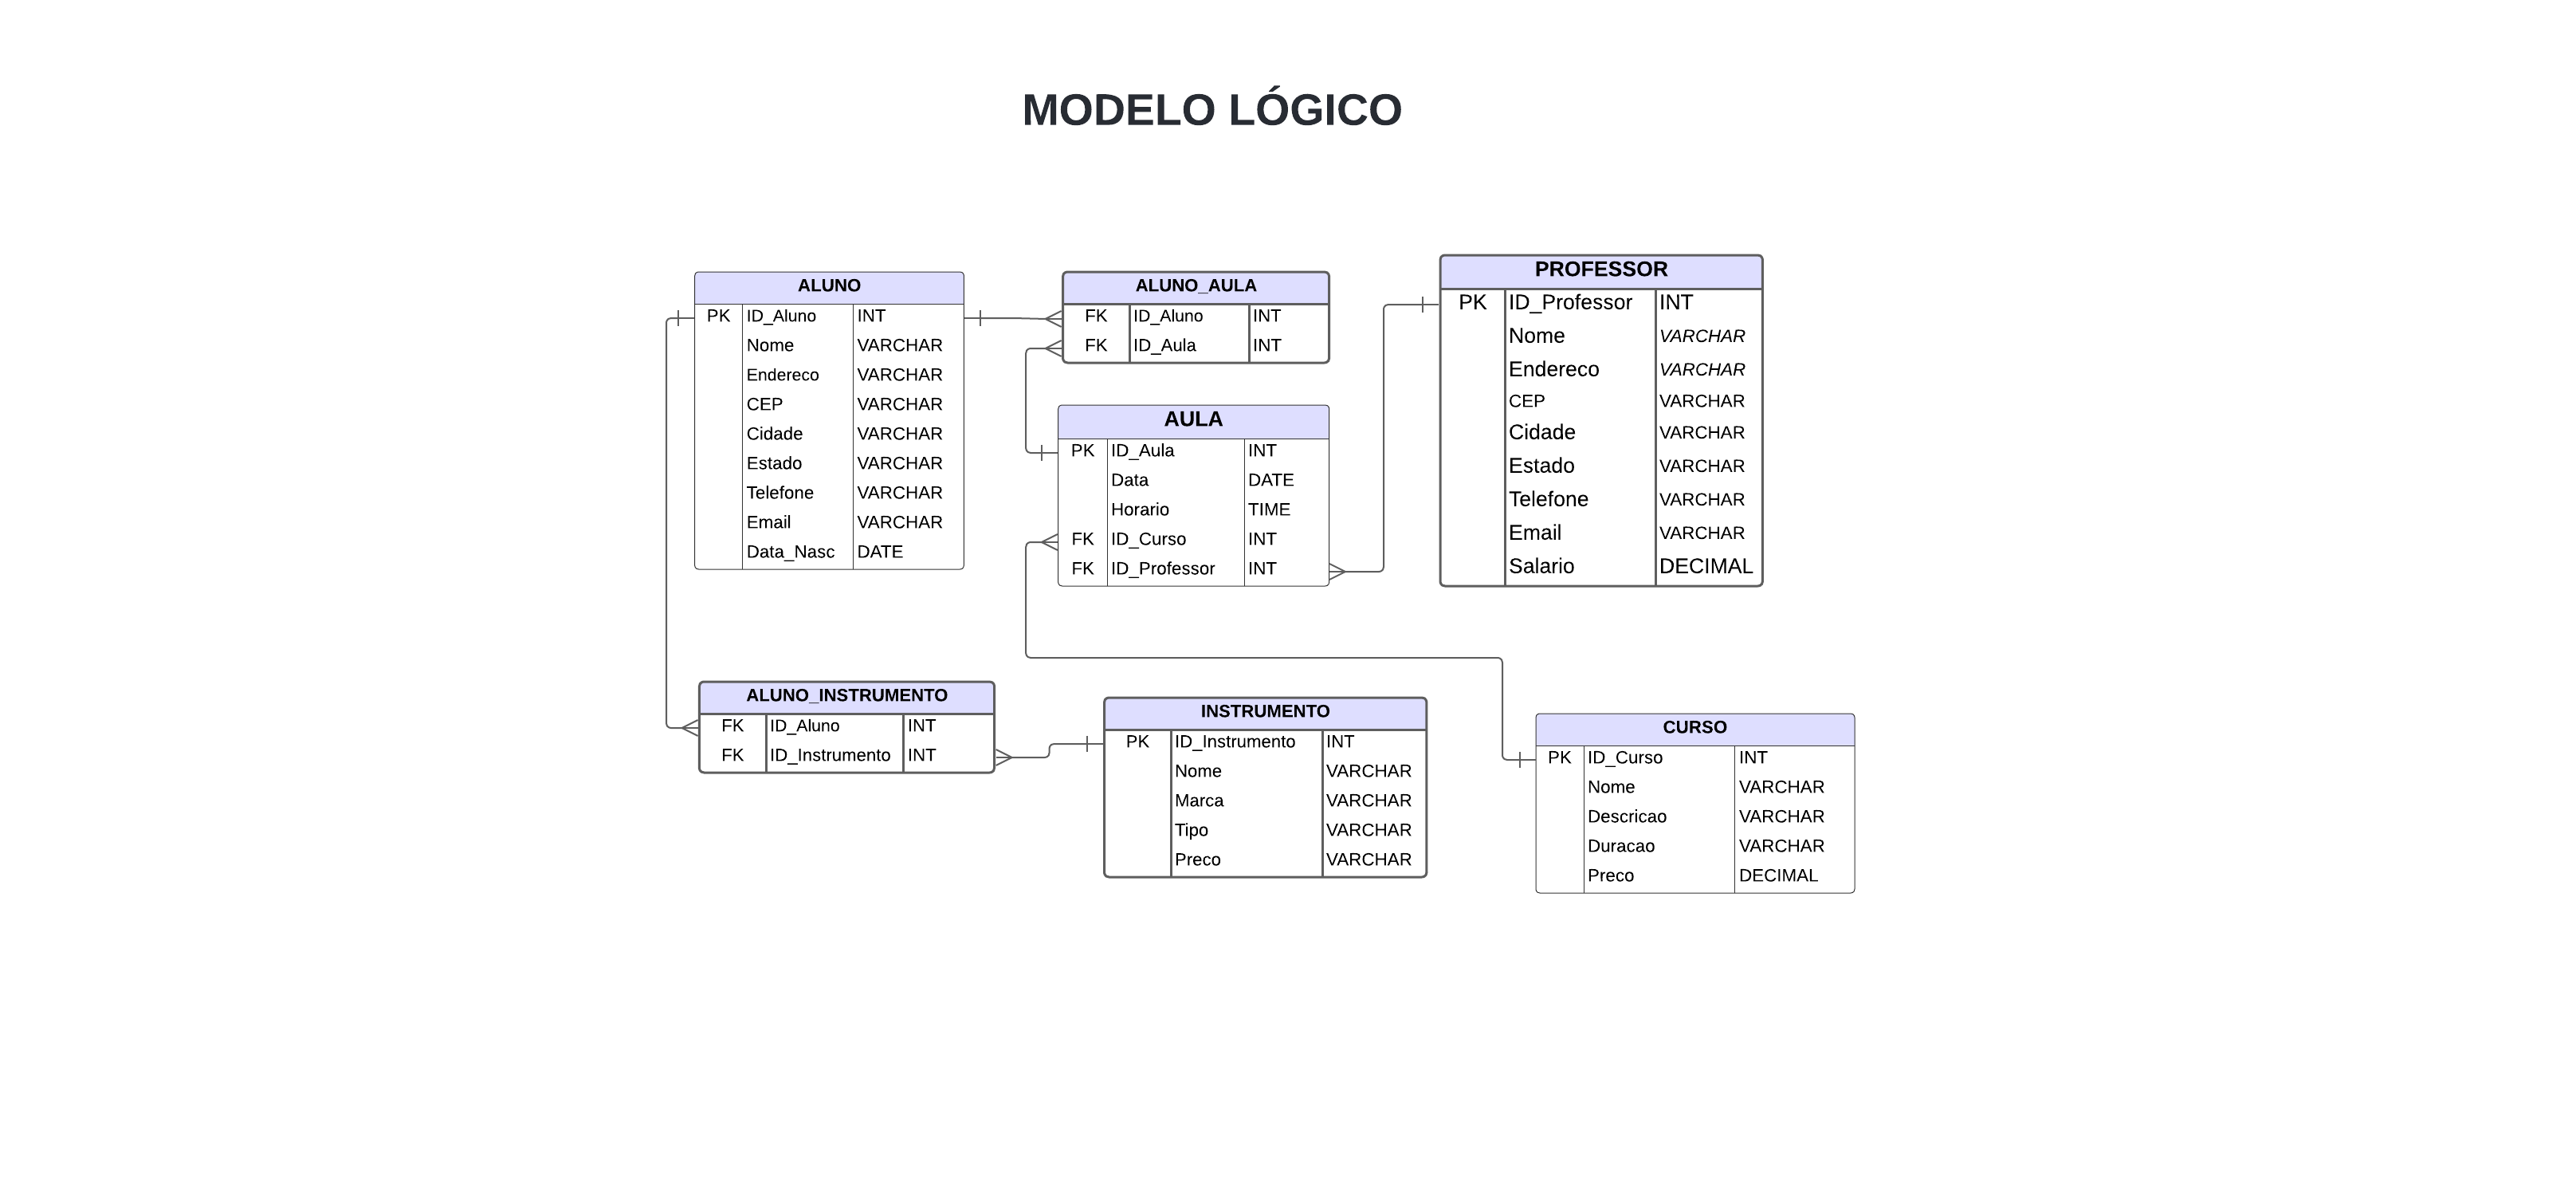 MODELO LÓGICO
ALUNO
PK ID_Aluno INT
Nome VARCHAR
Endereco VARCHAR
CEP VARCHAR
Cidade VARCHAR
Estado VARCHAR
Telefone VARCHAR
Email VARCHAR
Data_Nasc DATE
ALUNO_AULA
FK ID_Aluno INT
FK ID_Aula INT
AULA
PK ID_Aula INT
Data DATE
Horario TIME
FK ID_Curso INT
FK ID_Professor INT
PROFESSOR
PK ID_Professor INT
Nome VARCHAR
Endereco VARCHAR
CEP VARCHAR
Cidade VARCHAR
Estado VARCHAR
Telefone VARCHAR
Email VARCHAR
Salario DECIMAL
ALUNO_INSTRUMENTO
FK ID_Aluno INT
FK ID_Instrumento INT
INSTRUMENTO
PK ID_Instrumento INT
Nome VARCHAR
Marca VARCHAR
Tipo VARCHAR
Preco VARCHAR
CURSO
PK ID_Curso INT
Nome VARCHAR
Descricao VARCHAR
Duracao VARCHAR
Preco DECIMAL